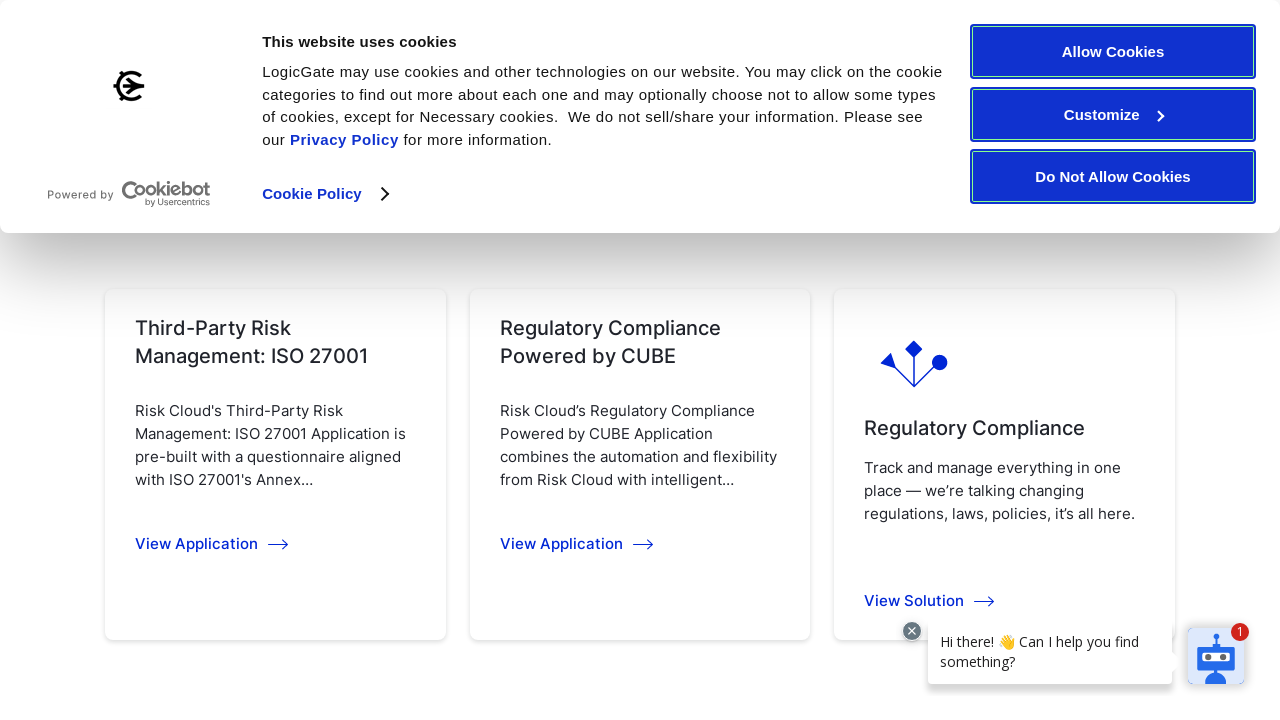 This website uses cookies
LogicGate may use cookies and other technologies on our website. You may click on the cookie
categories to find out more about each one and may optionally choose not to allow some types
of cookies, except for Necessary cookies.  We do not sell/share your information. Please see
our Privacy Policy for more information.
Cookie Policy
Powered by Cookiebot
by Usercentrics
Allow Cookies
Customize
Do Not Allow Cookies
Third-Party Risk
Management: ISO 27001
Risk Cloud's Third-Party Risk
Management: ISO 27001 Application is
pre-built with a questionnaire aligned
with ISO 27001's Annex...
View Application
Regulatory Compliance
Powered by CUBE
Risk Cloud’s Regulatory Compliance
Powered by CUBE Application
combines the automation and flexibility
from Risk Cloud with intelligent...
View Application
Regulatory Compliance
Track and manage everything in one
place — we’re talking changing
regulations, laws, policies, it’s all here.
View Solution
Hi there! 👋 Can I help you find
something?
1